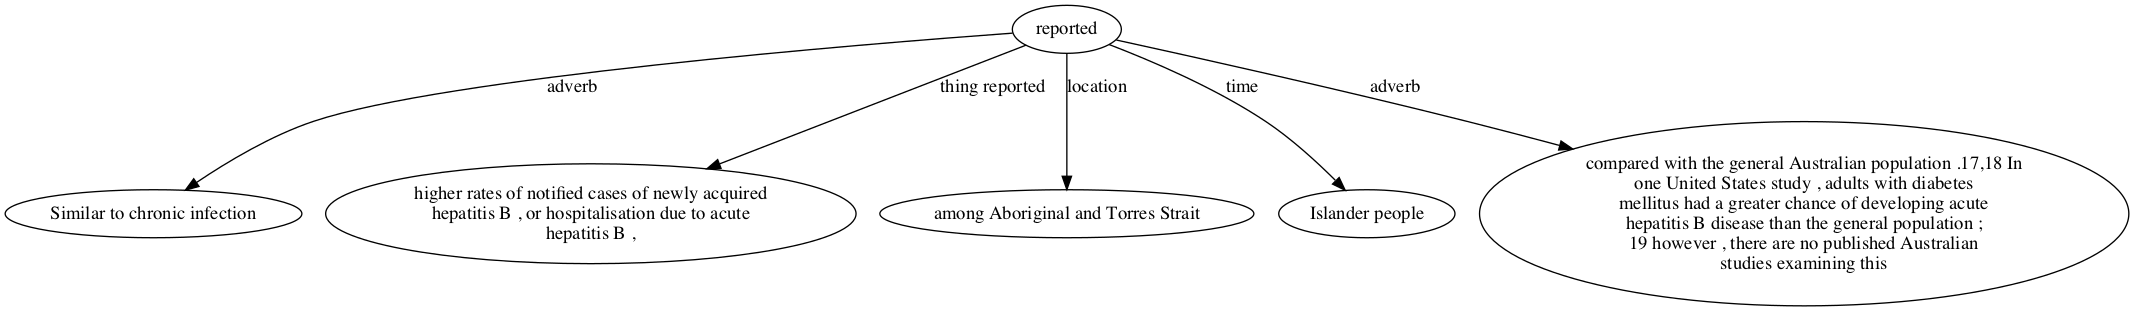 reported
adverb
thing reported
location
time
adverb
Similar to chronic infection
higher rates of notified cases of newly acquired
hepatitis B , or hospitalisation due to acute
hepatitis B ,
among Aboriginal and Torres Strait
Islander people
compared with the general Australian population .17,18 In
one United States study , adults with diabetes
mellitus had a greater chance of developing acute
hepatitis B disease than the general population ;
19 however , there are no published Australian
studies examining this